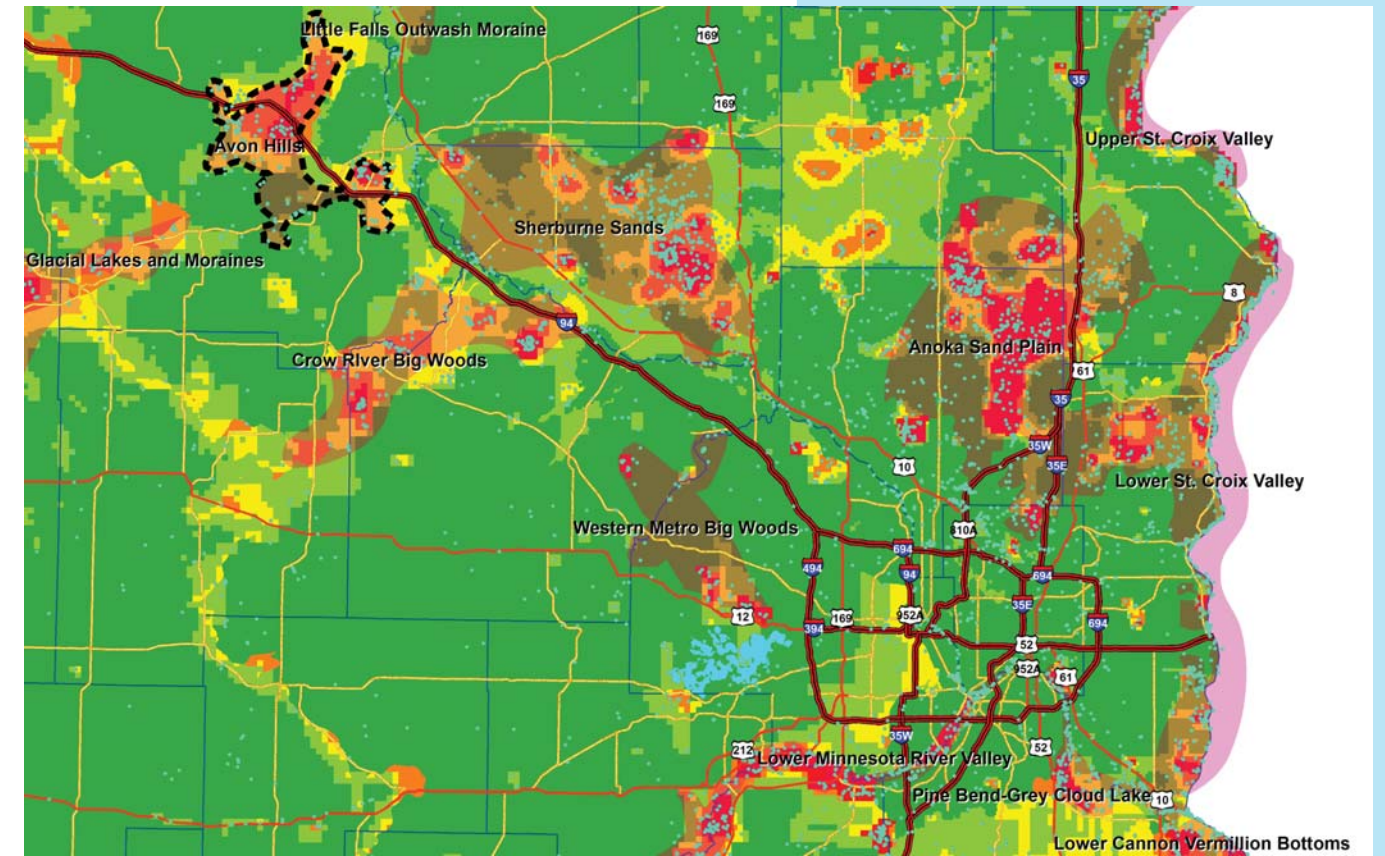 Little Falls Outwash Moraine
169
35
169
Upper St. Croix Valley
Avon Hills
Sherburne Sands
Glacial Lakes and Moraines
8
94
Anoka Sand Plain
Crow River Big Woods
61
35
35W
10
35E
Lower St. Croix Valley
Western Metro Big Woods
810A
694
494
94
694
35E
12
169
952A
394
694
52
952A
61
35W
212
52
Lower Minnesota River Valley
Pine Bend-Grey Cloud Lake
10
Lower Cannon Vermillion Bottoms